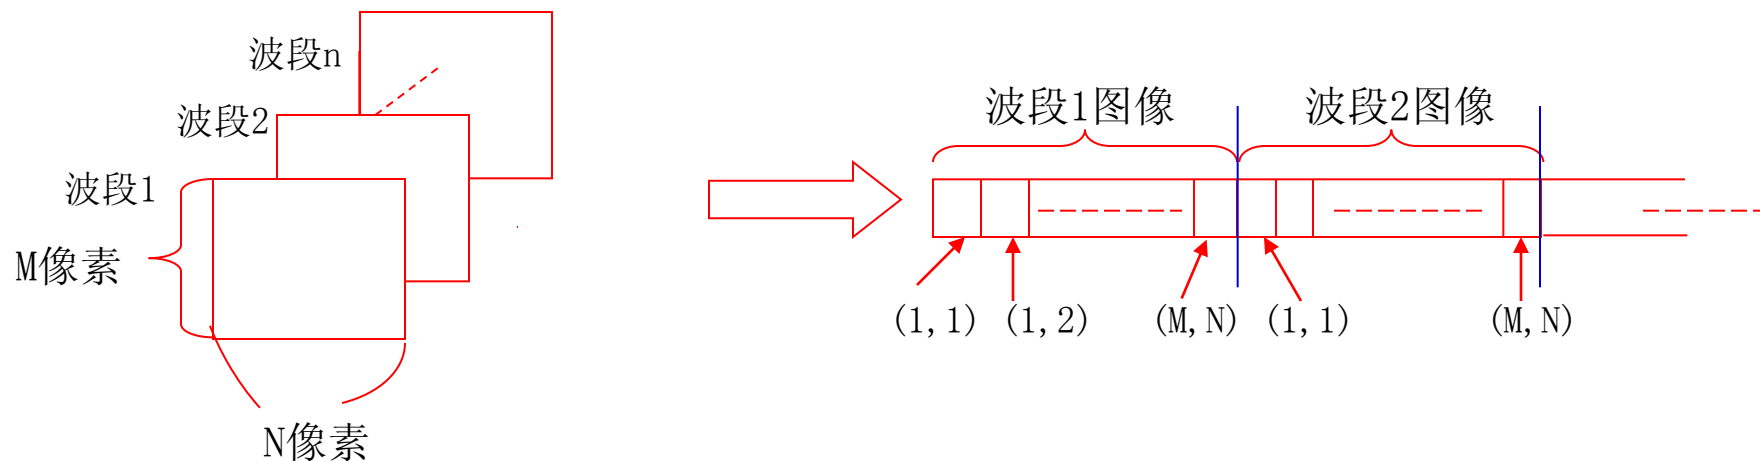 波段n
波段2
波段1
M像素
N像素
波段1图像
波段2图像
(1,1)
(1,2)
(M,N)
(1,1)
(M,N)